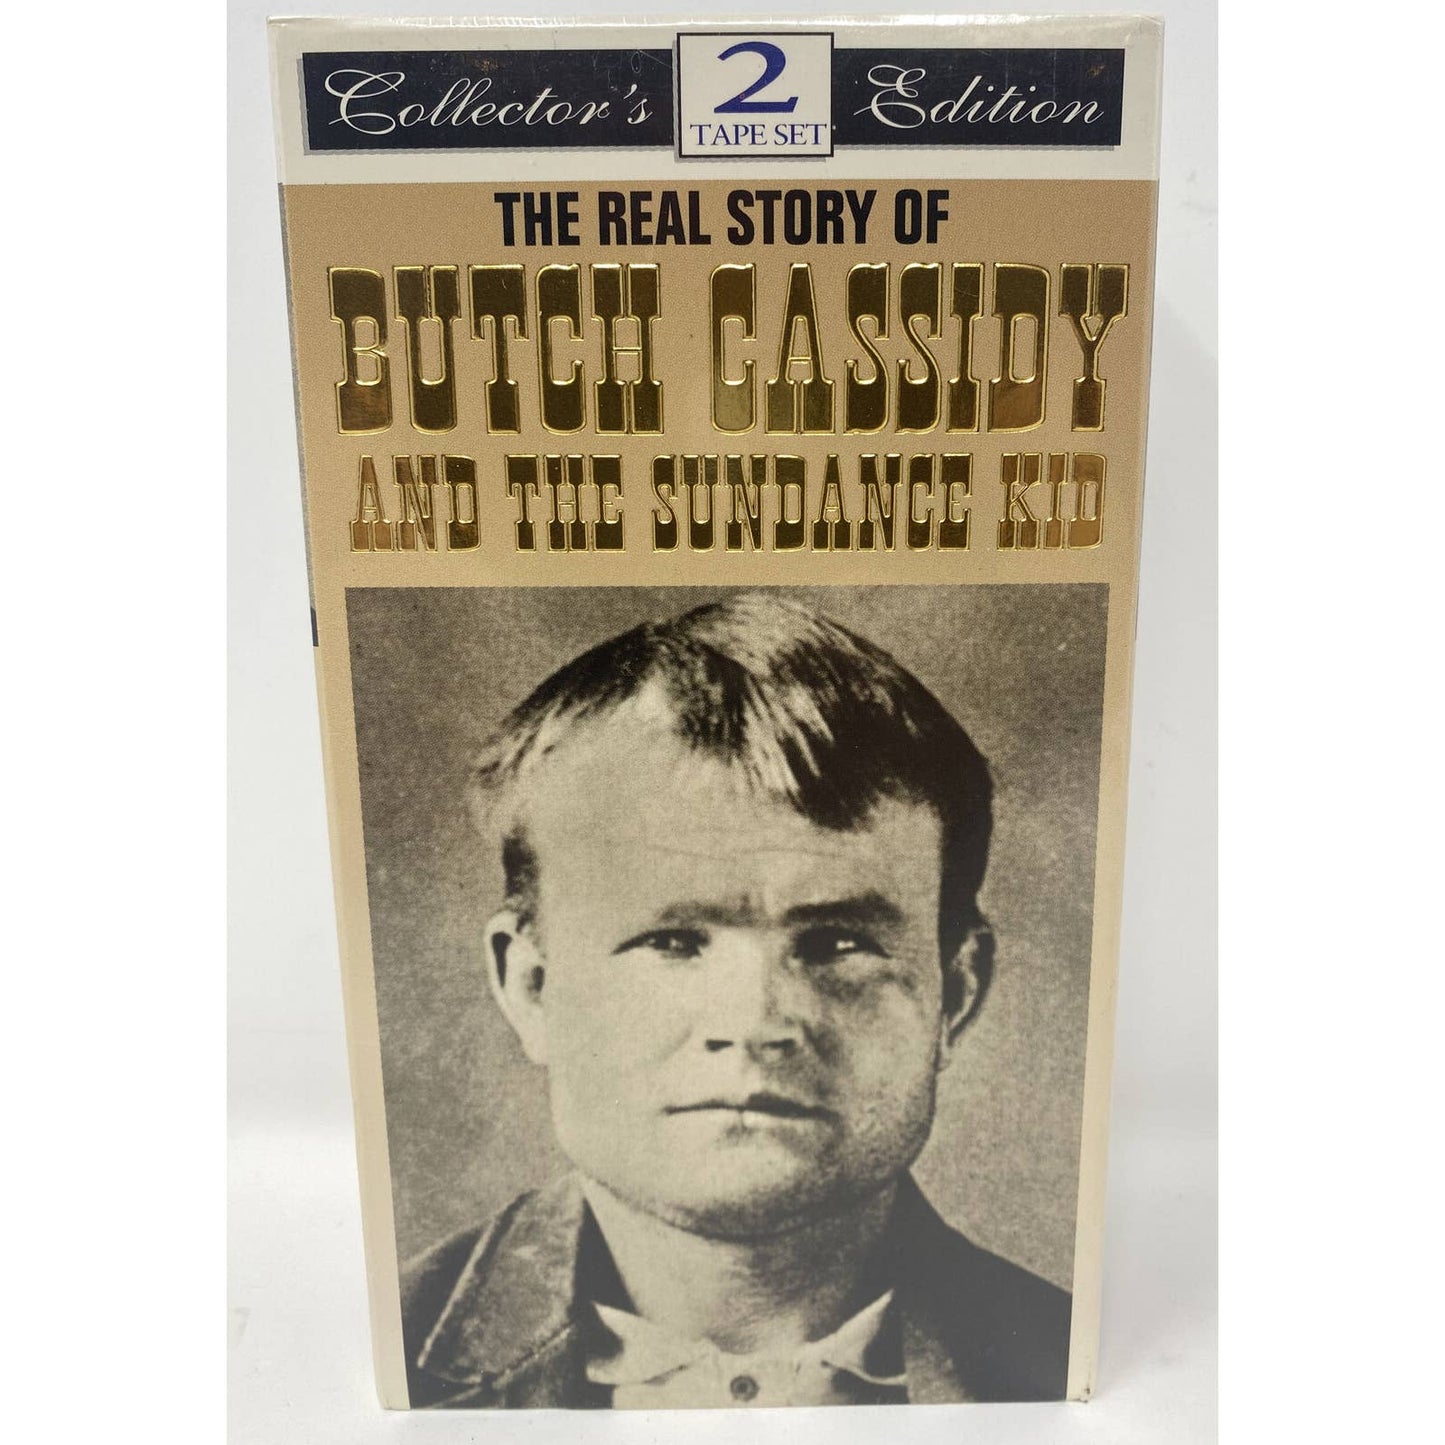 Collector's 2 Edition
TAPE SET
THE REAL STORY OF
BUTCH CASSIDY
AND THE SUNDANCE KID